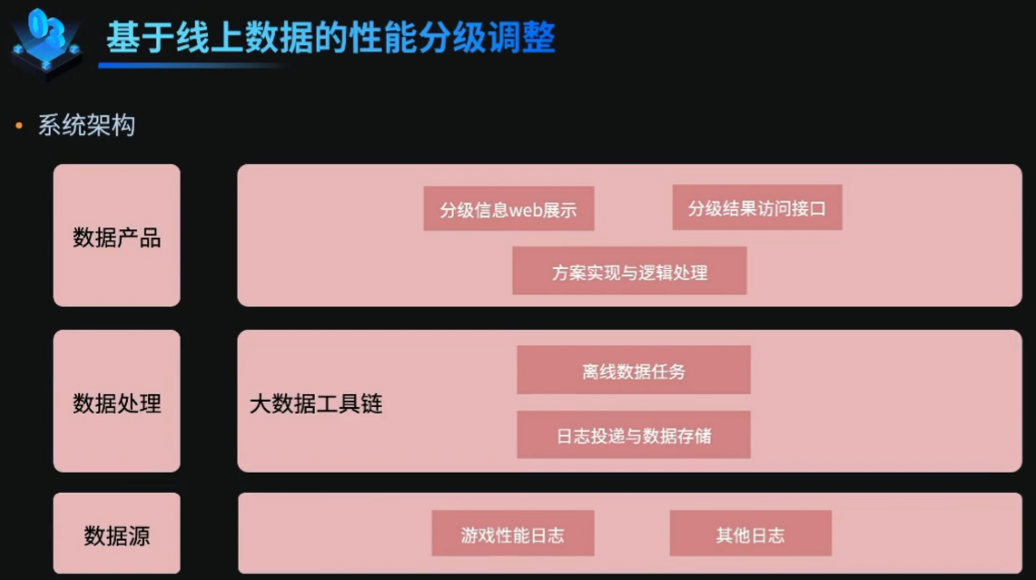 03
基于线上数据的性能分级调整
• 系统架构
数据产品
分级信息web展示
分级结果访问接口
方案实现与逻辑处理
数据处理
大数据工具链
离线数据任务
日志投递与数据存储
数据源
游戏性能日志
其他日志